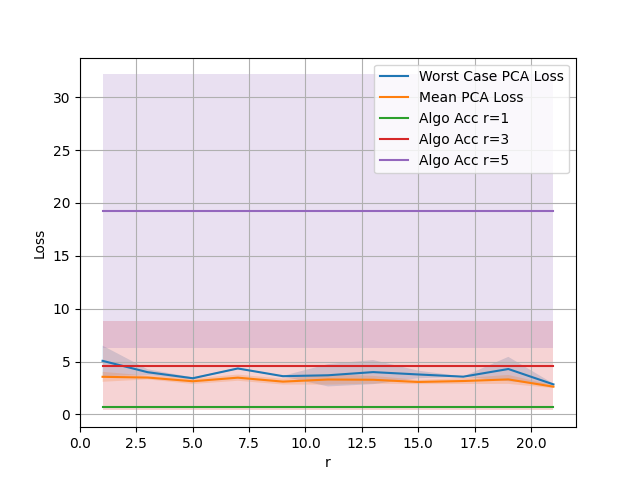 Worst Case PCA Loss
Mean PCA Loss
Algo Acc r=1
Algo Acc r=3
Algo Acc r=5
30
25
20
15
10
5
0
Loss
0.0 2.5 5.0 7.5 10.0 12.5 15.0 17.5 20.0
r